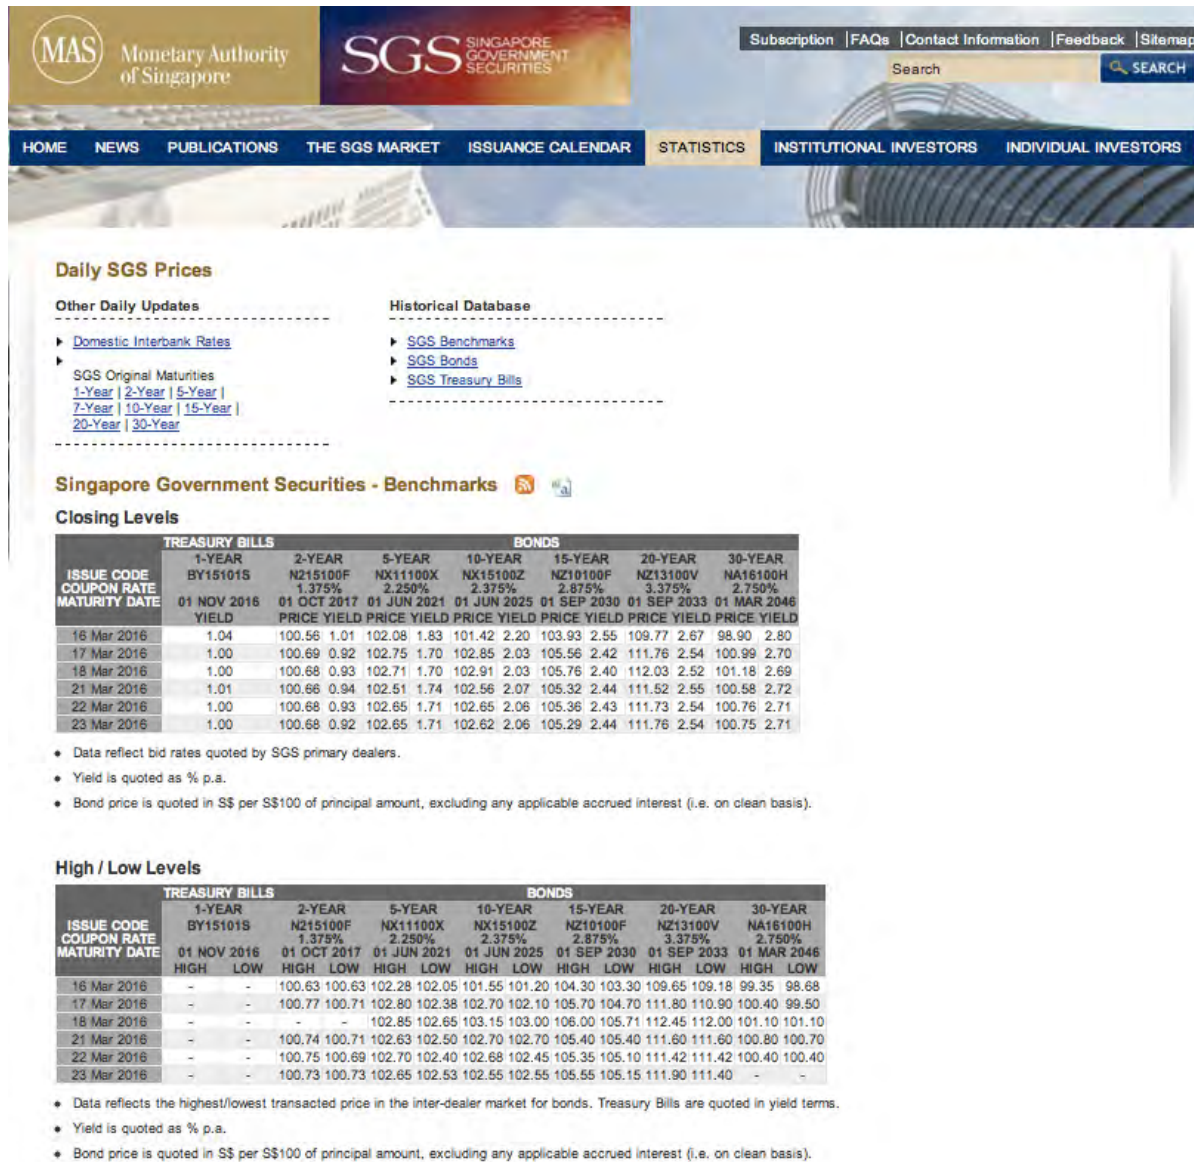 MAS Monetary Authority of Singapore
SGS SINGAPORE GOVERNMENT SECURITIES
Subscription |FAQs |Contact Information |Feedback |Sitemap
Search SEARCH
HOME NEWS PUBLICATIONS THE SGS MARKET ISSUANCE CALENDAR STATISTICS INSTITUTIONAL INVESTORS INDIVIDUAL INVESTORS
Daily SGS Prices
Other Daily Updates Historical Database
Domestic Interbank Rates SGS Benchmarks
SGS Bonds
SGS Original Maturities SGS Treasury Bills
1-Year | 2-Year | 5-Year |
7-Year | 10-Year | 15-Year |
20-Year | 30-Year
Singapore Government Securities - Benchmarks
Closing Levels
TREASURY BILLS BONDS
1-YEAR 2-YEAR 5-YEAR 10-YEAR 15-YEAR 20-YEAR 30-YEAR
ISSUE CODE BY15101S N215100F NX11100X NX15100Z NZ10100F NZ13100V NA16100H
COUPON RATE 1.375% 2.250% 2.375% 2.875% 3.375% 2.750%
MATURITY DATE 01 NOV 2016 01 OCT 2017 01 JUN 2021 01 JUN 2025 01 SEP 2030 01 SEP 2033 01 MAR 2046
YIELD PRICE YIELD PRICE YIELD PRICE YIELD PRICE YIELD PRICE YIELD PRICE YIELD
16 Mar 2016 1.04 100.56 1.01 102.08 1.83 101.42 2.20 103.93 2.55 109.77 2.67 98.90 2.80
17 Mar 2016 1.00 100.69 0.92 102.75 1.70 102.85 2.03 105.56 2.42 111.76 2.54 100.99 2.70
18 Mar 2016 1.00 100.68 0.93 102.71 1.70 102.91 2.03 105.76 2.40 112.03 2.52 101.18 2.69
21 Mar 2016 1.01 100.66 0.94 102.51 1.74 102.56 2.07 105.32 2.44 111.52 2.55 100.58 2.72
22 Mar 2016 1.00 100.68 0.93 102.65 1.71 102.65 2.06 105.36 2.43 111.73 2.54 100.76 2.71
23 Mar 2016 1.00 100.68 0.92 102.65 1.71 102.62 2.06 105.29 2.44 111.76 2.54 100.75 2.71
• Data reflect bid rates quoted by SGS primary dealers.
• Yield is quoted as % p.a.
• Bond price is quoted in S$ per S$100 of principal amount, excluding any applicable accrued interest (i.e. on clean basis).
High / Low Levels
TREASURY BILLS BONDS
1-YEAR 2-YEAR 5-YEAR 10-YEAR 15-YEAR 20-YEAR 30-YEAR
ISSUE CODE BY15101S N215100F NX11100X NX15100Z NZ10100F NZ13100V NA16100H
COUPON RATE 1.375% 2.250% 2.375% 2.875% 3.375% 2.750%
MATURITY DATE 01 NOV 2016 01 OCT 2017 01 JUN 2021 01 JUN 2025 01 SEP 2030 01 SEP 2033 01 MAR 2046
HIGH LOW HIGH LOW HIGH LOW HIGH LOW HIGH LOW HIGH LOW HIGH LOW
16 Mar 2016 - - 100.63 100.63 102.28 102.05 101.55 101.20 104.30 103.30 109.65 109.18 99.35 98.68
17 Mar 2016 - - 100.77 100.71 102.80 102.38 102.70 102.10 105.70 104.70 111.80 110.90 100.40 99.50
18 Mar 2016 - - - - 102.85 102.65 103.15 103.00 106.00 105.71 112.45 112.00 101.10 101.10
21 Mar 2016 - - 100.74 100.71 102.63 102.50 102.70 102.70 105.40 105.40 111.60 111.60 100.80 100.70
22 Mar 2016 - - 100.75 100.69 102.70 102.40 102.68 102.45 105.35 105.10 111.42 111.42 100.40 100.40
23 Mar 2016 - - 100.73 100.73 102.65 102.53 102.55 102.55 105.55 105.15 111.90 111.40 - -
• Data reflects the highest/lowest transacted price in the inter-dealer market for bonds. Treasury Bills are quoted in yield terms.
• Yield is quoted as % p.a.
• Bond price is quoted in S$ per S$100 of principal amount, excluding any applicable accrued interest (i.e. on clean basis).